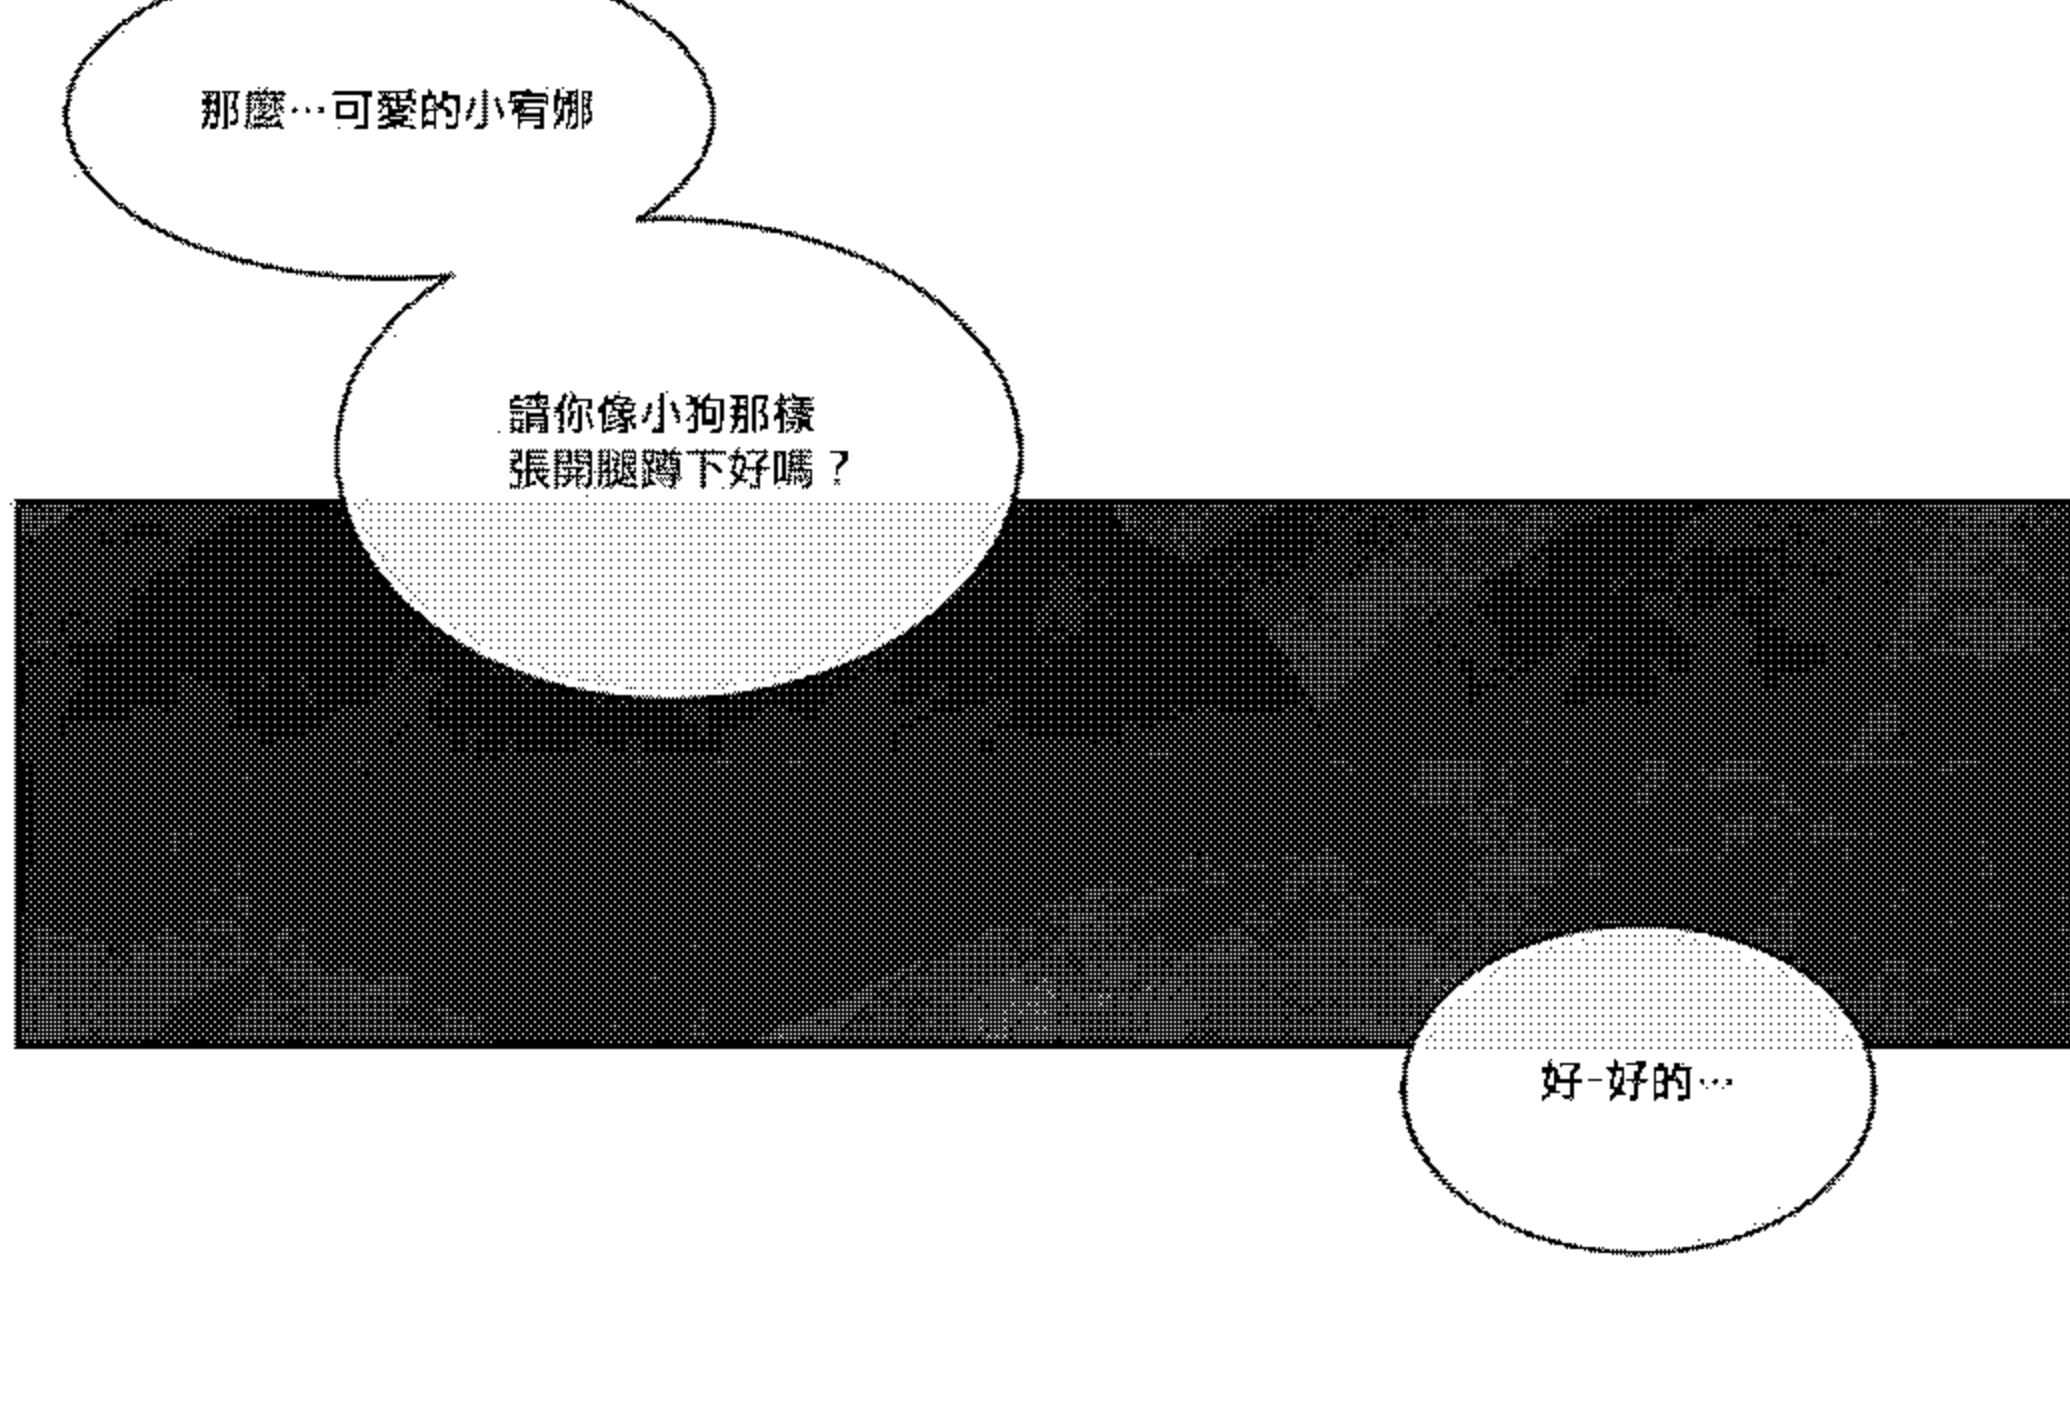 那麼…可愛的小宥娜
請你像小狗那樣
張開腿蹲下好嗎？
好-好的…